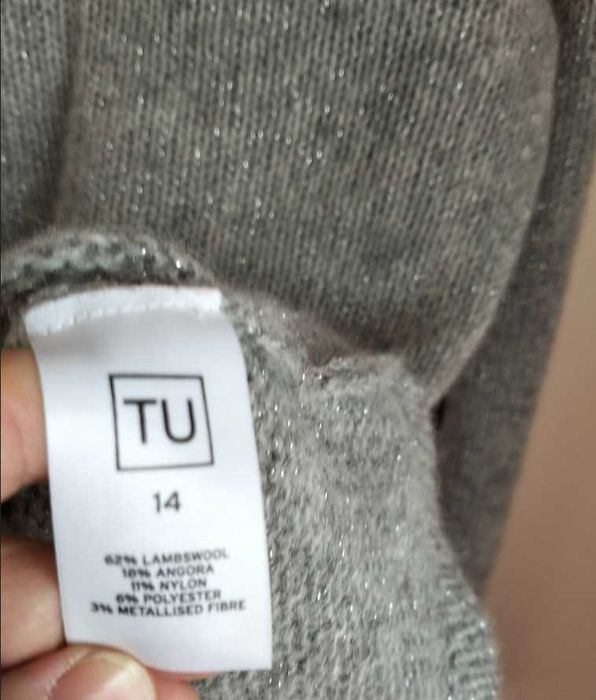 TU
14
62% LAMBSWOOL
18% ANGORA
11% NYLON
6% POLYESTER
3% METALLISED FIBRE